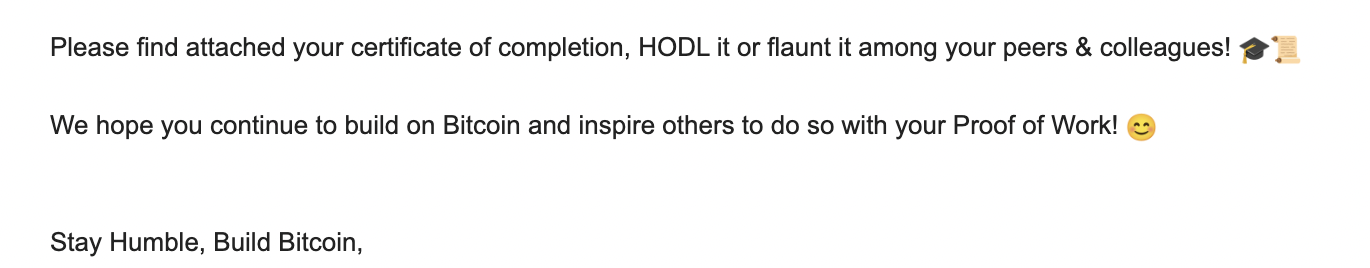 Please find attached your certificate of completion, HODL it or flaunt it among your peers & colleagues! 🎓📜
We hope you continue to build on Bitcoin and inspire others to do so with your Proof of Work! 😊
Stay Humble, Build Bitcoin,